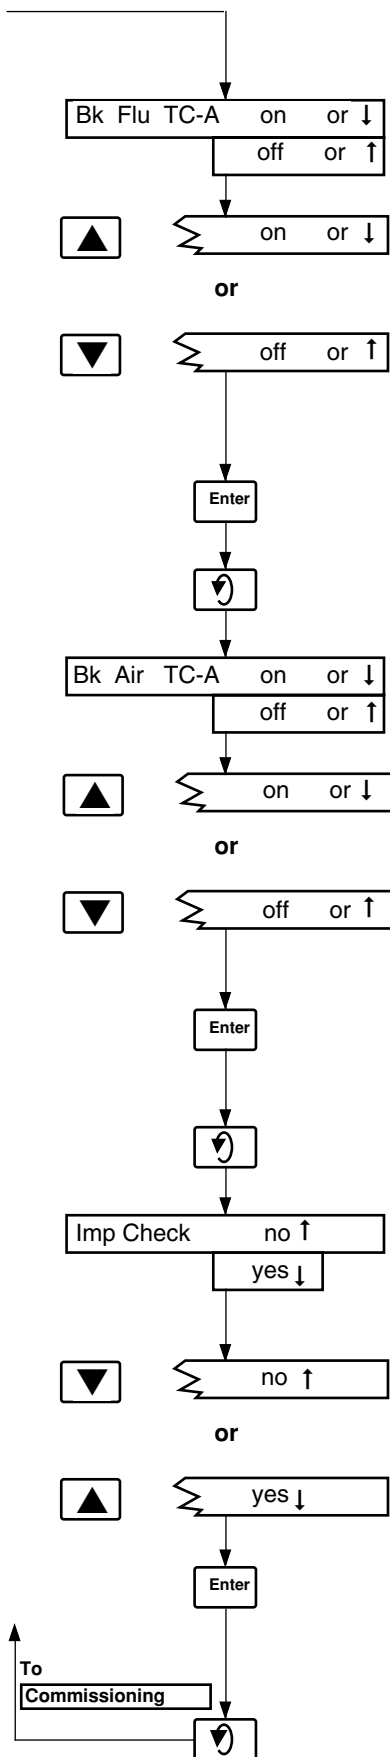 Bk Flu TC-A on or ↓
off or ↑
on or ↓
or
off or ↑
Enter
Bk Air TC-A on or ↓
off or ↑
on or ↓
or
off or ↑
Enter
Imp Check no ↑
yes ↓
no ↑
or
yes ↓
Enter
To
Commissioning